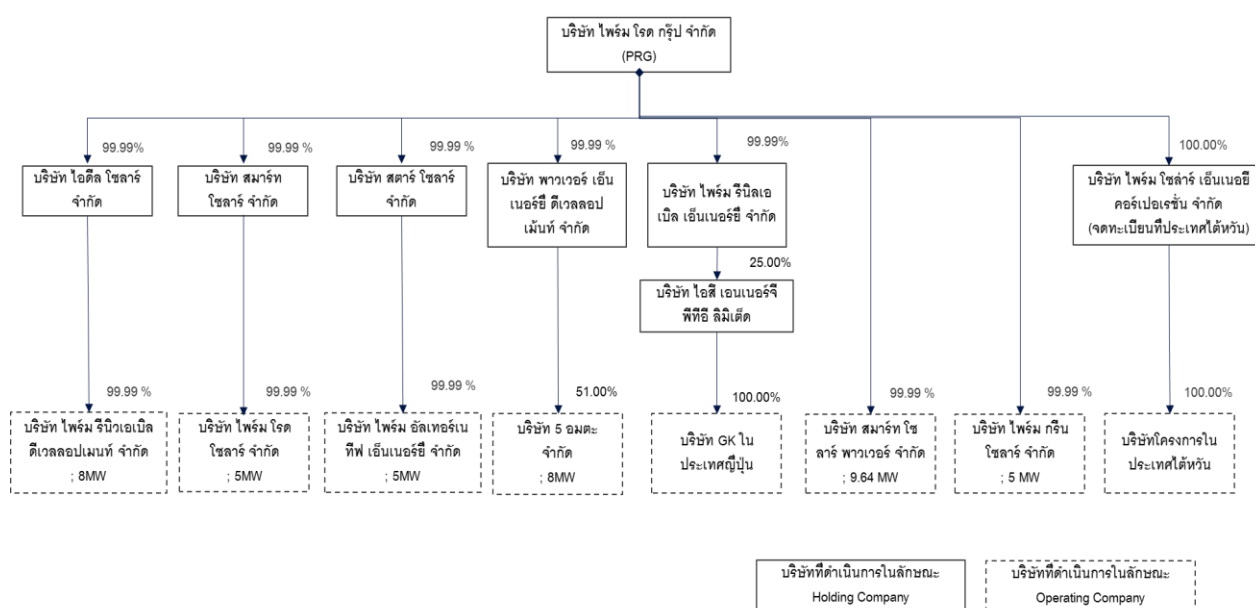 บริษัท ไพร์ม โรด กรุ๊ป จำกัด
(PRG)
99.99%
99.99 %
99.99 %
99.99 %
99.99%
100.00%
บริษัท ไอดีล โซลาร์
จำกัด
บริษัท สมาร์ท
โซลาร์ จำกัด
บริษัท สตาร์ โซลาร์
จำกัด
บริษัท พาวเวอร์ เอ็น
เนอร์ยี่ ดีเวลลอป
เม้นท์ จำกัด
บริษัท ไพร์ม รีนิลเอ
เบิล เอ็นเนอร์ยี่ จำกัด
บริษัท ไพร์ม โซล่าร์ เอ็นเนอยี
คอร์เปอเรชั่น จำกัด
(จดทะเบียนที่ประเทศไต้หวัน)
25.00%
บริษัท ไอสึ เอนเนอร์จี
พีทีอี ลิมิเต็ด
99.99 %
99.99 %
99.99 %
51.00%
100.00%
99.99 %
99.99 %
100.00%
บริษัท ไพร์ม รีนิวเอเบิล
ดีเวลลอปเมนท์ จำกัด
; 8MW
บริษัท ไพร์ม โรด
โซลาร์ จำกัด
; 5MW
บริษัท ไพร์ม อัลเทอร์เน
ทีฟ เอ็นเนอร์ยี่ จำกัด
; 5MW
บริษัท 5 อมตะ
จำกัด
; 8MW
บริษัท GK ใน
ประเทศญี่ปุ่น
บริษัท สมาร์ท โซ
ลาร์ พาวเวอร์ จำกัด
; 9.64 MW
บริษัท ไพร์ม กรีน
โซลาร์ จำกัด
; 5 MW
บริษัทโครงการใน
ประเทศไต้หวัน
บริษัทที่ดำเนินการในลักษณะ
Holding Company
บริษัทที่ดำเนินการในลักษณะ
Operating Company